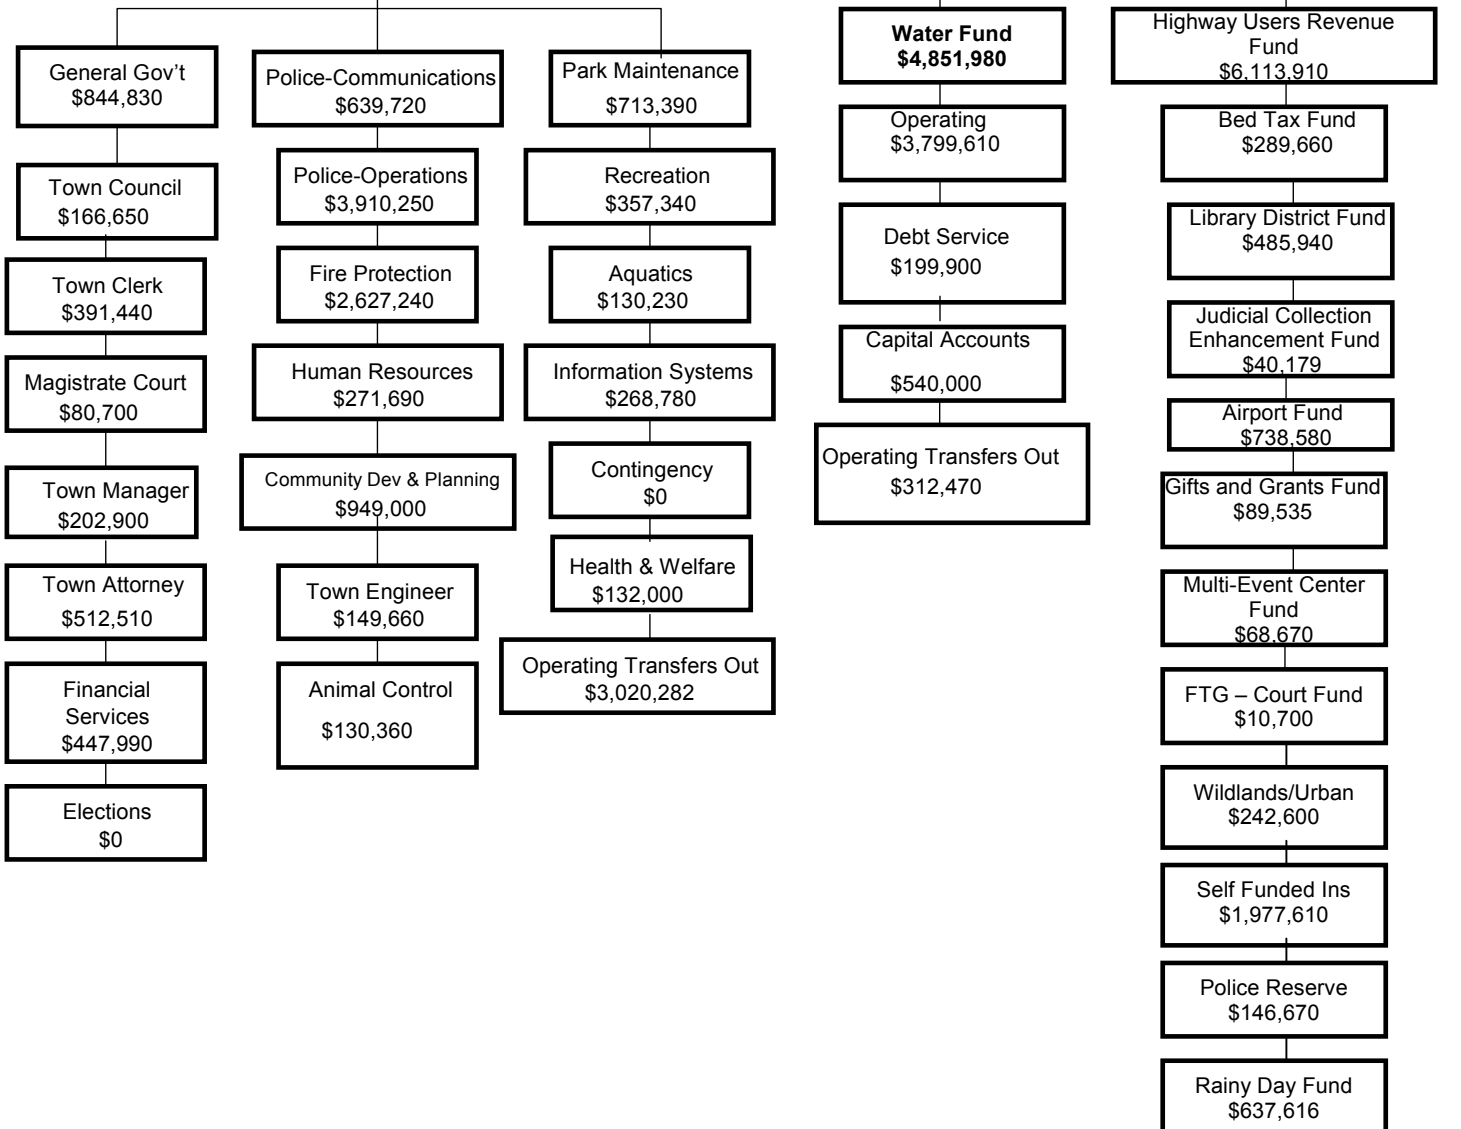 General Gov't
$844,830
Town Council
$166,650
Town Clerk
$391,440
Magistrate Court
$80,700
Town Manager
$202,900
Town Attorney
$512,510
Financial
Services
$447,990
Elections
$0
Police-Communications
$639,720
Police-Operations
$3,910,250
Fire Protection
$2,627,240
Human Resources
$271,690
Community Dev & Planning
$949,000
Town Engineer
$149,660
Animal Control
$130,360
Park Maintenance
$713,390
Recreation
$357,340
Aquatics
$130,230
Information Systems
$268,780
Contingency
$0
Health & Welfare
$132,000
Operating Transfers Out
$3,020,282
Water Fund
$4,851,980
Operating
$3,799,610
Debt Service
$199,900
Capital Accounts
$540,000
Operating Transfers Out
$312,470
Highway Users Revenue
Fund
$6,113,910
Bed Tax Fund
$289,660
Library District Fund
$485,940
Judicial Collection
Enhancement Fund
$40,179
Airport Fund
$738,580
Gifts and Grants Fund
$89,535
Multi-Event Center
Fund
$68,670
FTG – Court Fund
$10,700
Wildlands/Urban
$242,600
Self Funded Ins
$1,977,610
Police Reserve
$146,670
Rainy Day Fund
$637,616